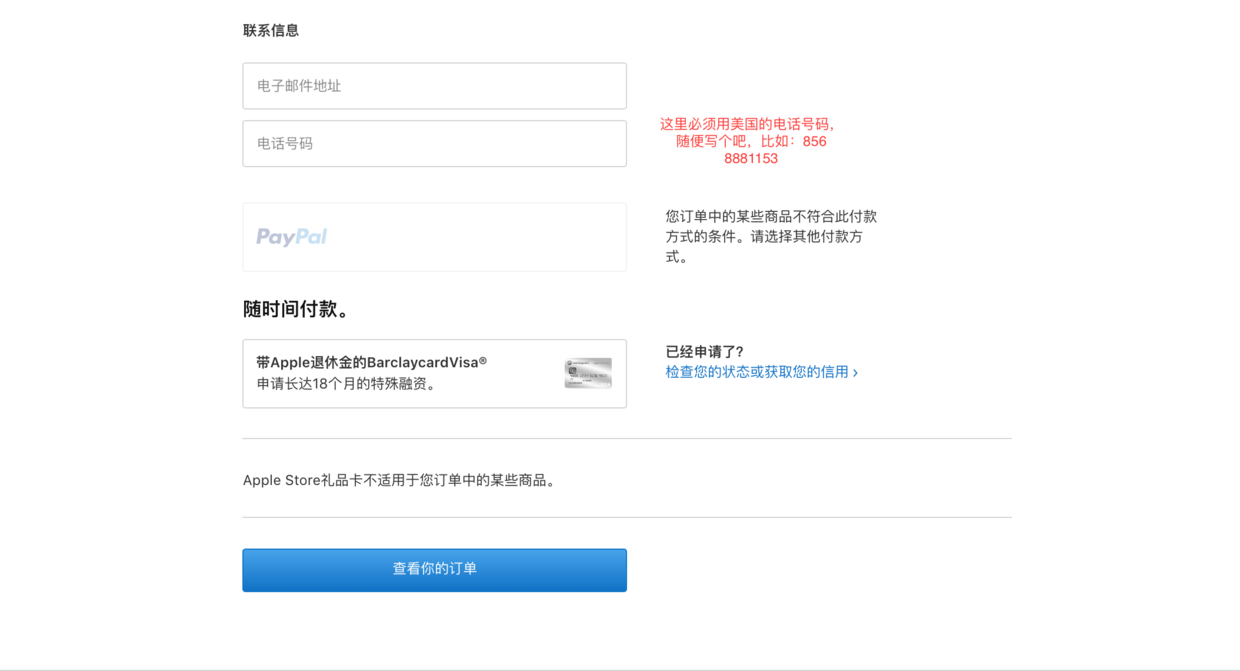 联系信息
电子邮件地址
电话号码
这里必须用美国的电话号码，
随便写个吧，比如：856
8881153
PayPal
您订单中的某些商品不符合此付款
方式的条件。请选择其他付款方
式。
随时间付款。
带Apple退休金的BarclaycardVisa®
申请长达18个月的特殊融资。
已经申请了?
检查您的状态或获取您的信用 ›
Apple Store礼品卡不适用于您订单中的某些商品。
查看你的订单